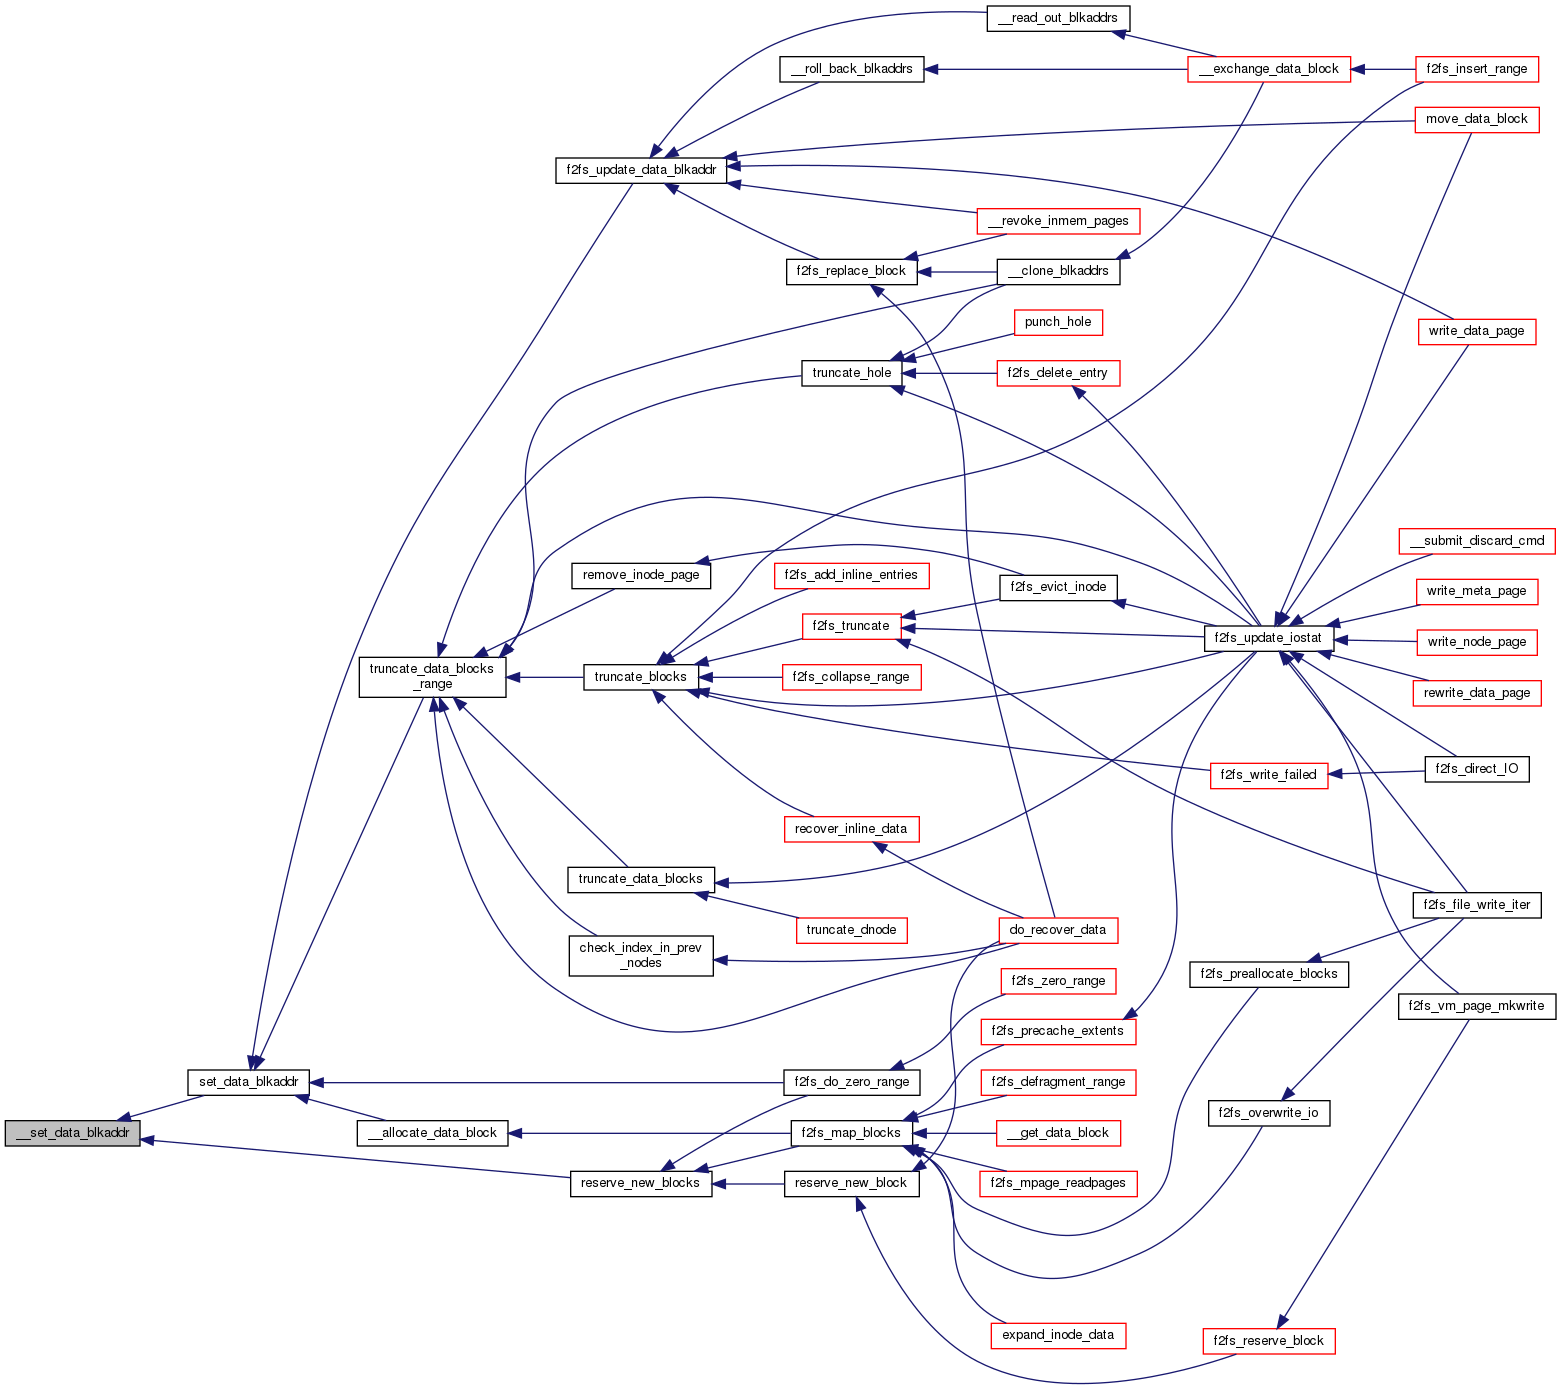 __read_out_blkaddrs
__roll_back_blkaddrs
__exchange_data_block
f2fs_insert_range
move_data_block
f2fs_update_data_blkaddr
__revoke_inmem_pages
f2fs_replace_block
__clone_blkaddrs
punch_hole
write_data_page
truncate_hole
f2fs_delete_entry
__submit_discard_cmd
remove_inode_page
f2fs_add_inline_entries
f2fs_evict_inode
write_meta_page
f2fs_truncate
f2fs_update_iostat
write_node_page
truncate_data_blocks
_range
truncate_blocks
f2fs_collapse_range
rewrite_data_page
f2fs_write_failed
f2fs_direct_IO
recover_inline_data
truncate_data_blocks
f2fs_file_write_iter
truncate_dnode
do_recover_data
check_index_in_prev
_nodes
f2fs_preallocate_blocks
f2fs_zero_range
f2fs_vm_page_mkwrite
f2fs_precache_extents
set_data_blkaddr
f2fs_do_zero_range
f2fs_defragment_range
f2fs_overwrite_io
__set_data_blkaddr
__allocate_data_block
f2fs_map_blocks
__get_data_block
reserve_new_blocks
reserve_new_block
f2fs_mpage_readpages
expand_inode_data
f2fs_reserve_block